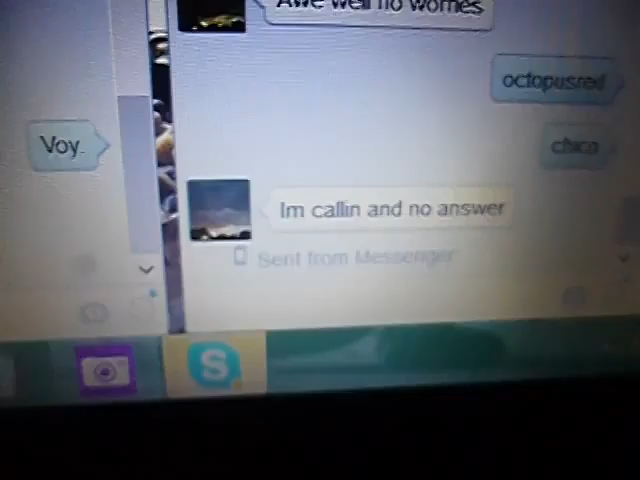 Awe well no worries
octopusred
Voy.
chica
Im callin and no answer
Sent from Messenger
S